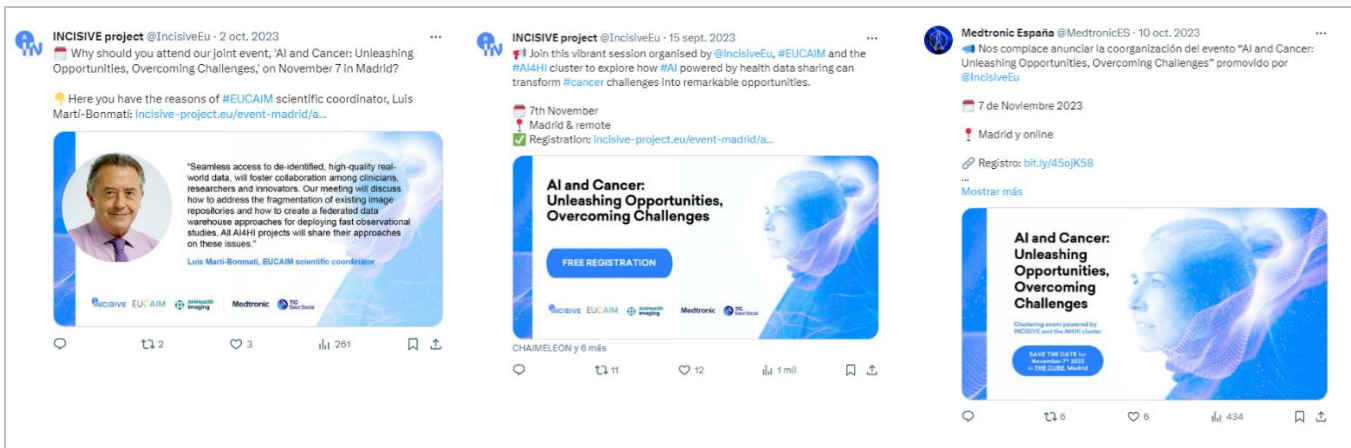 INCISIVE project @IncisiveEu · 2 oct. 2023
🗓️ Why should you attend our joint event, 'AI and Cancer: Unleashing
Opportunities, Overcoming Challenges,' on November 7 in Madrid?
👇 Here you have the reasons of #EUCAIM scientific coordinator, Luis
Martí-Bonmatí: incisive-project.eu/event-madrid/a...
"Seamless access to de-identified, high-quality real-
world data, will foster collaboration among clinicians,
researchers and innovators. Our meeting will discuss
how to address the fragmentation of existing image
repositories and how to create a federated data
warehouse approaches for deploying fast observational
studies. All AI4HI projects will share their approaches
on these issues."
Luis Martí-Bonmatí, EUCAIM scientific coordinator
INCISIVE EUCAIM AI4Health Imaging Medtronic TIC Salut Social
2 3 261
INCISIVE project @IncisiveEu · 15 sept. 2023
📢 Join this vibrant session organised by @IncisiveEu, #EUCAIM and the
#AI4HI cluster to explore how #AI powered by health data sharing can
transform #cancer challenges into remarkable opportunities.
🗓️ 7th November
📍 Madrid & remote
✅ Registration: incisive-project.eu/event-madrid/a...
AI and Cancer:
Unleashing Opportunities,
Overcoming Challenges
FREE REGISTRATION
INCISIVE EUCAIM AI4Health Imaging Medtronic TIC Salut Social
CHAIMELEON y 6 más
11 12 1 mil
Medtronic España @MedtronicES · 10 oct. 2023
📢 Nos complace anunciar la coorganización del evento "AI and Cancer:
Unleashing Opportunities, Overcoming Challenges" promovido por
@IncisiveEu
🗓️ 7 de Noviembre 2023
📍 Madrid y online
🔗 Registro: bit.ly/45ojK58
...
Mostrar más
AI and Cancer:
Unleashing
Opportunities,
Overcoming
Challenges
Clustering event powered by
INCISIVE and the AI4HI cluster
SAVE THE DATE for
November 7th 2023
in THE CUBE, Madrid
6 6 434